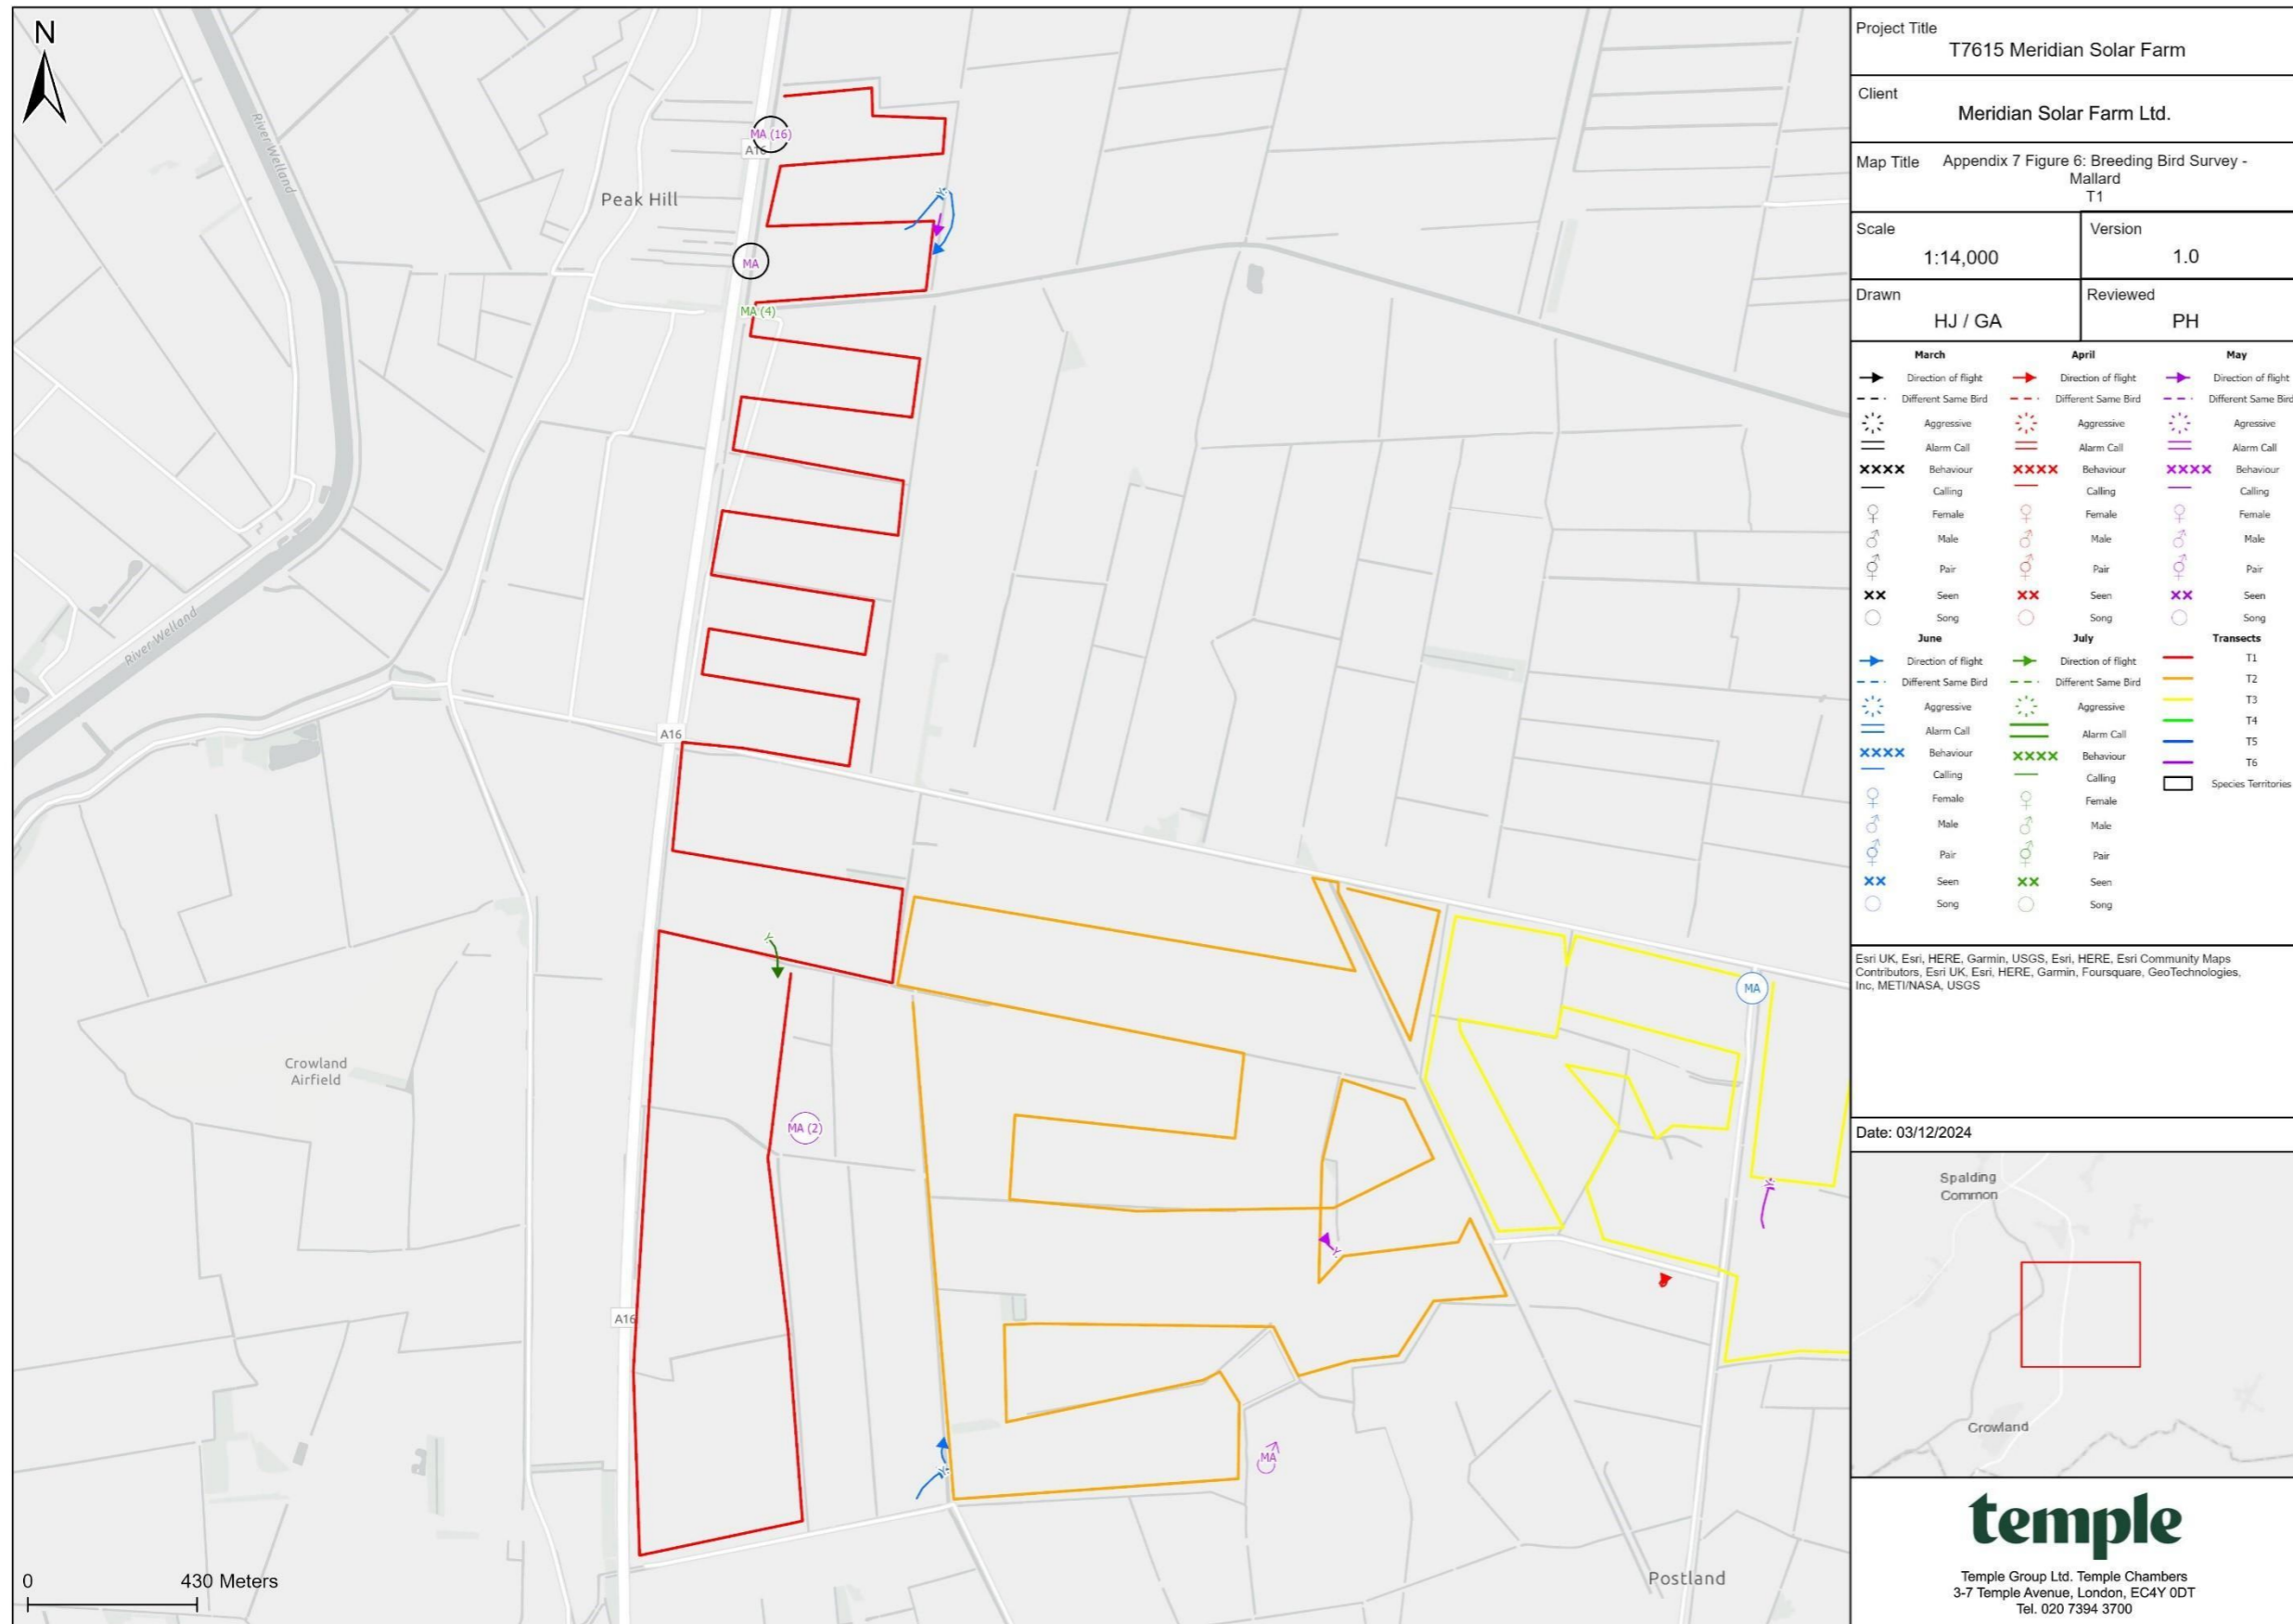 N
River Welland
River Welland
Peak Hill
MA (16)
A16
MA
MA (4)
A16
Crowland
Airfield
MA (2)
A16
MA
MA
Postland
0 430 Meters
Project Title
T7615 Meridian Solar Farm
Client
Meridian Solar Farm Ltd.
Map Title Appendix 7 Figure 6: Breeding Bird Survey -
Mallard
T1
Scale
1:14,000
Version
1.0
Drawn
HJ / GA
Reviewed
PH
March
Direction of flight
Different Same Bird
Aggressive
Alarm Call
Behaviour
Calling
Female
Male
Pair
Seen
Song
April
Direction of flight
Different Same Bird
Aggressive
Alarm Call
Behaviour
Calling
Female
Male
Pair
Seen
Song
May
Direction of flight
Different Same Bird
Agressive
Alarm Call
Behaviour
Calling
Female
Male
Pair
Seen
Song
June
Direction of flight
Different Same Bird
Aggressive
Alarm Call
Behaviour
Calling
Female
Male
Pair
Seen
Song
July
Direction of flight
Different Same Bird
Aggressive
Alarm Call
Behaviour
Calling
Female
Male
Pair
Seen
Song
Transects
T1
T2
T3
T4
T5
T6
Species Territories
Esri UK, Esri, HERE, Garmin, USGS, Esri, HERE, Esri Community Maps
Contributors, Esri UK, Esri, HERE, Garmin, Foursquare, GeoTechnologies,
Inc, METI/NASA, USGS
Date: 03/12/2024
Spalding
Common
Crowland
temple
Temple Group Ltd. Temple Chambers
3-7 Temple Avenue, London, EC4Y 0DT
Tel. 020 7394 3700